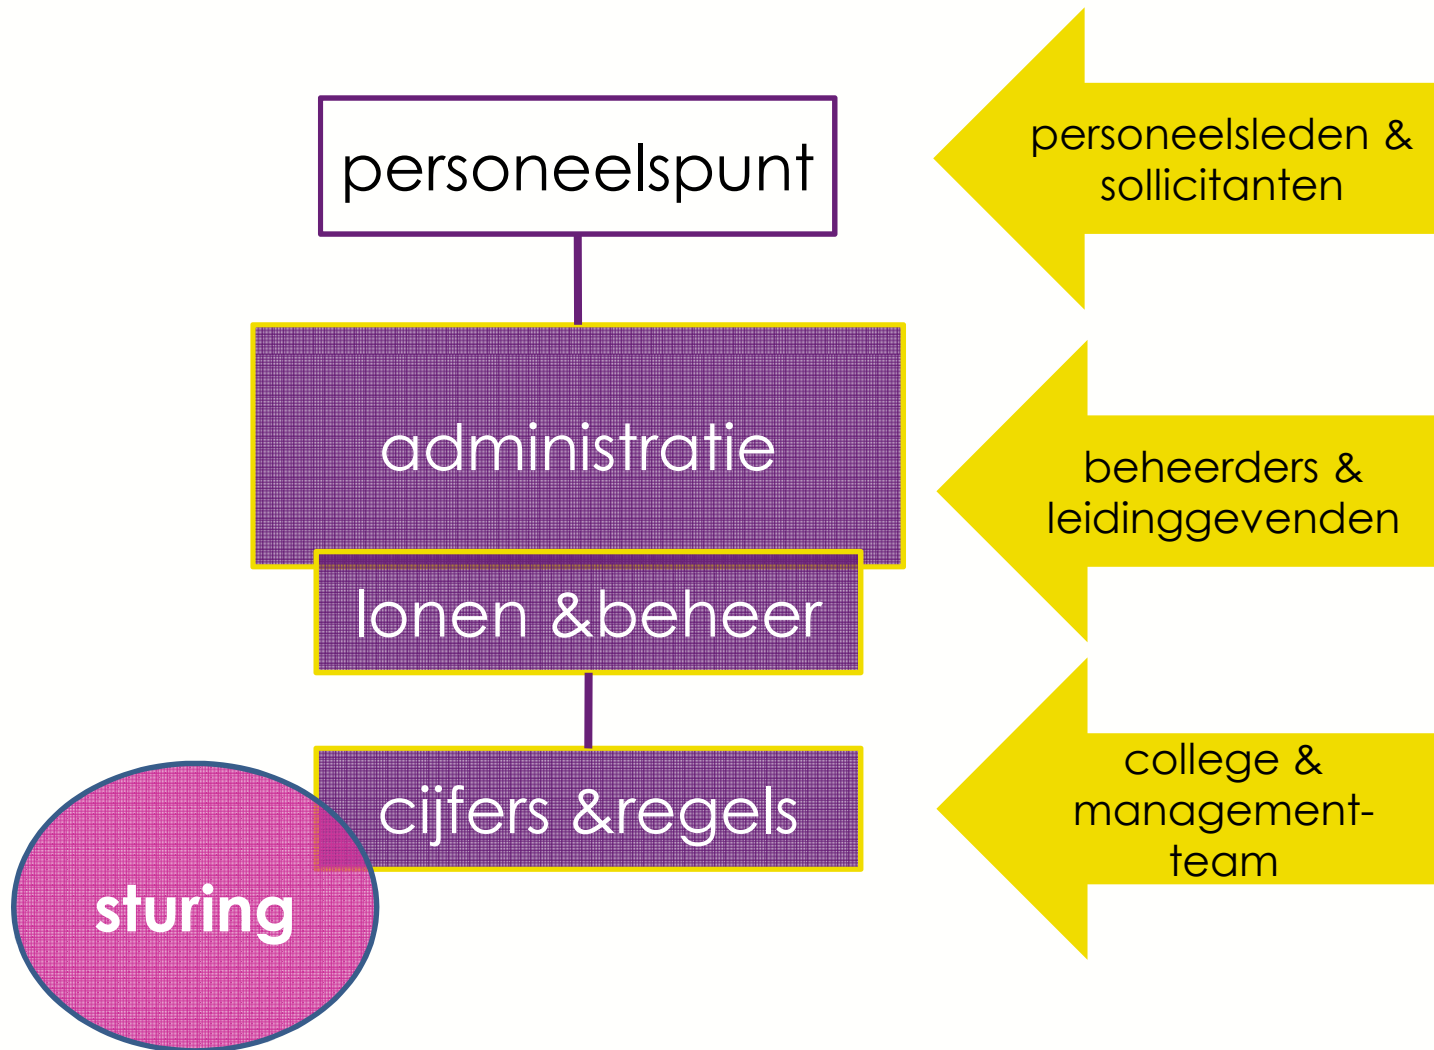 personeelspunt
personeelsleden &
sollicitanten
administratie
beheerders &
leidinggevenden
lonen &beheer
cijfers &regels
college &
management-
team
sturing